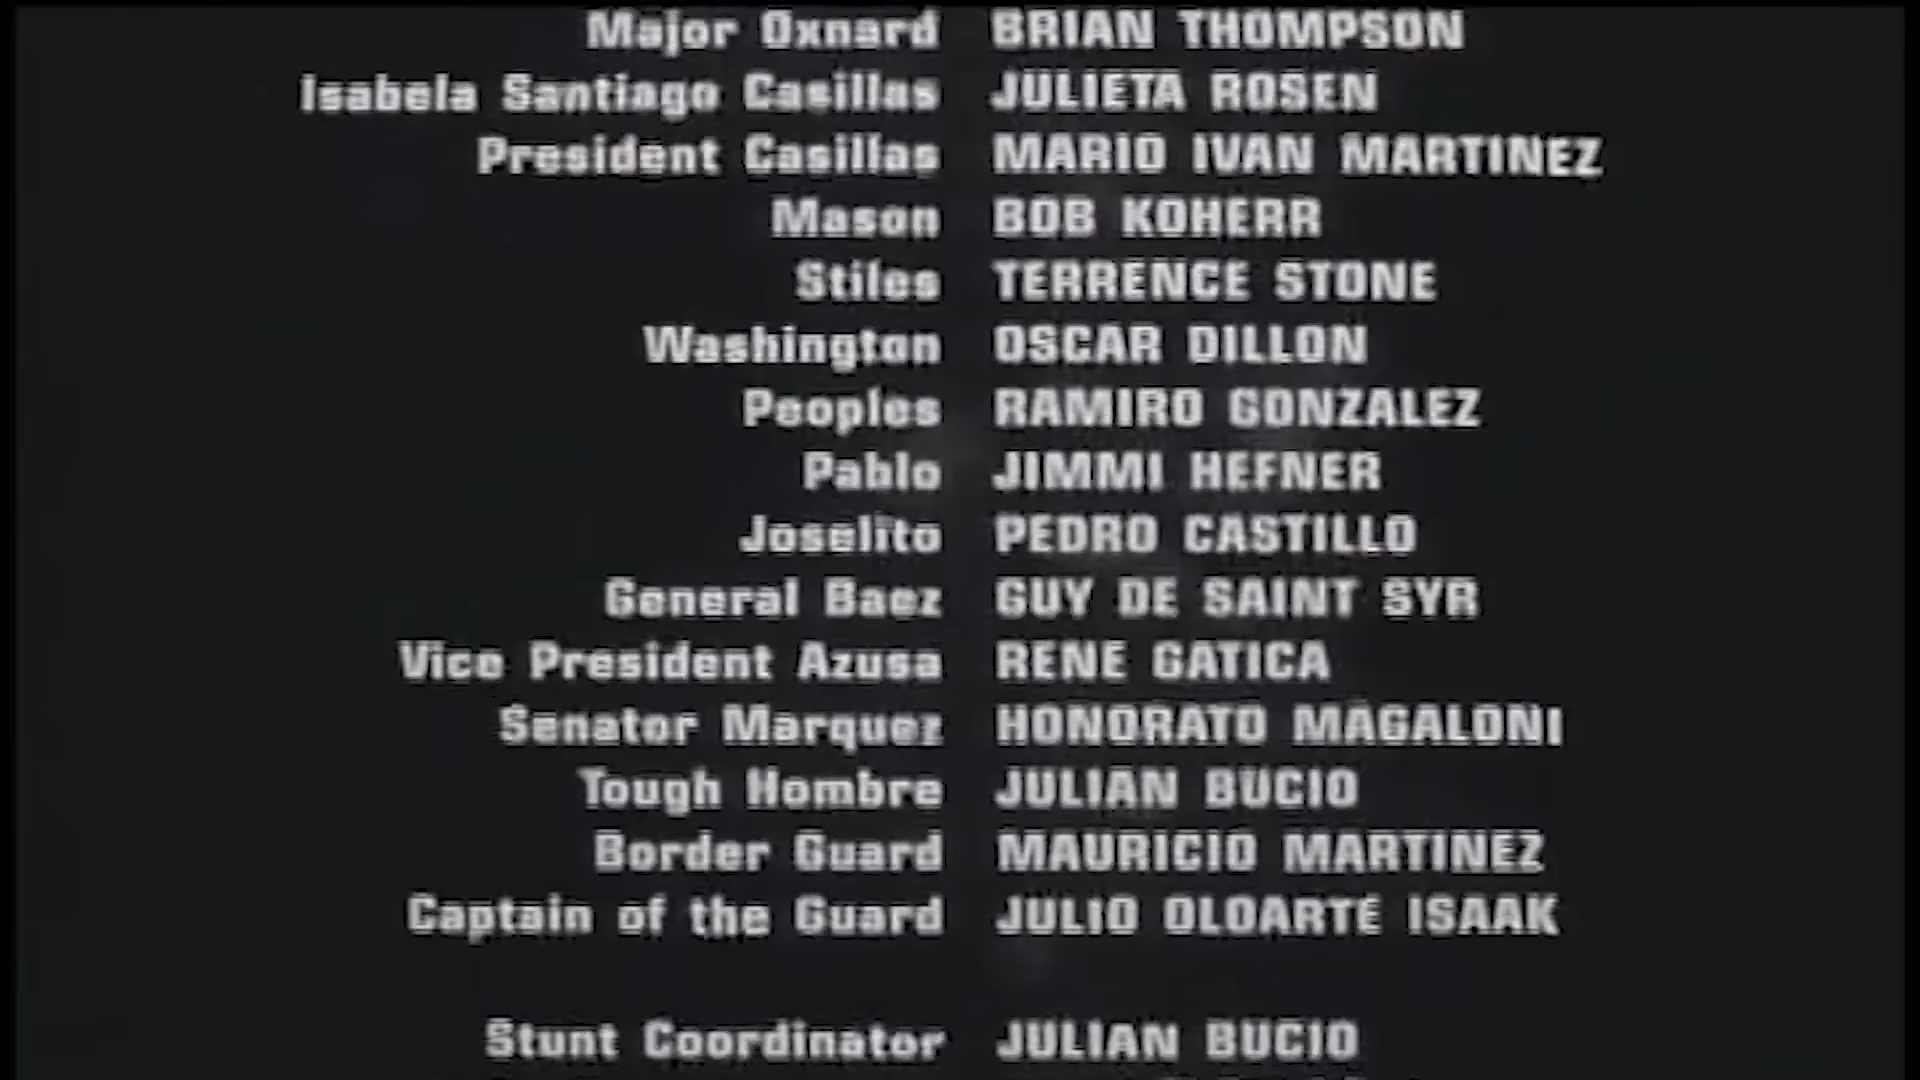 Major Oxnard BRIAN THOMPSON
Isabela Santiago Casillas JULIETA ROSEN
President Casillas MARIO IVAN MARTINEZ
Mason BOB KOHERR
Stiles TERRENCE STONE
Washington OSCAR DILLON
Peoples RAMIRO GONZALEZ
Pablo JIMMI HEFNER
Joselito PEDRO CASTILLO
General Baez GUY DE SAINT SYR
Vice President Azusa RENE GATICA
Senator Marquez HONORATO MAGALONI
Tough Hombre JULIAN BUCIO
Border Guard MAURICIO MARTINEZ
Captain of the Guard JULIO OLOARTE ISAAK
Stunt Coordinator JULIAN BUCIO